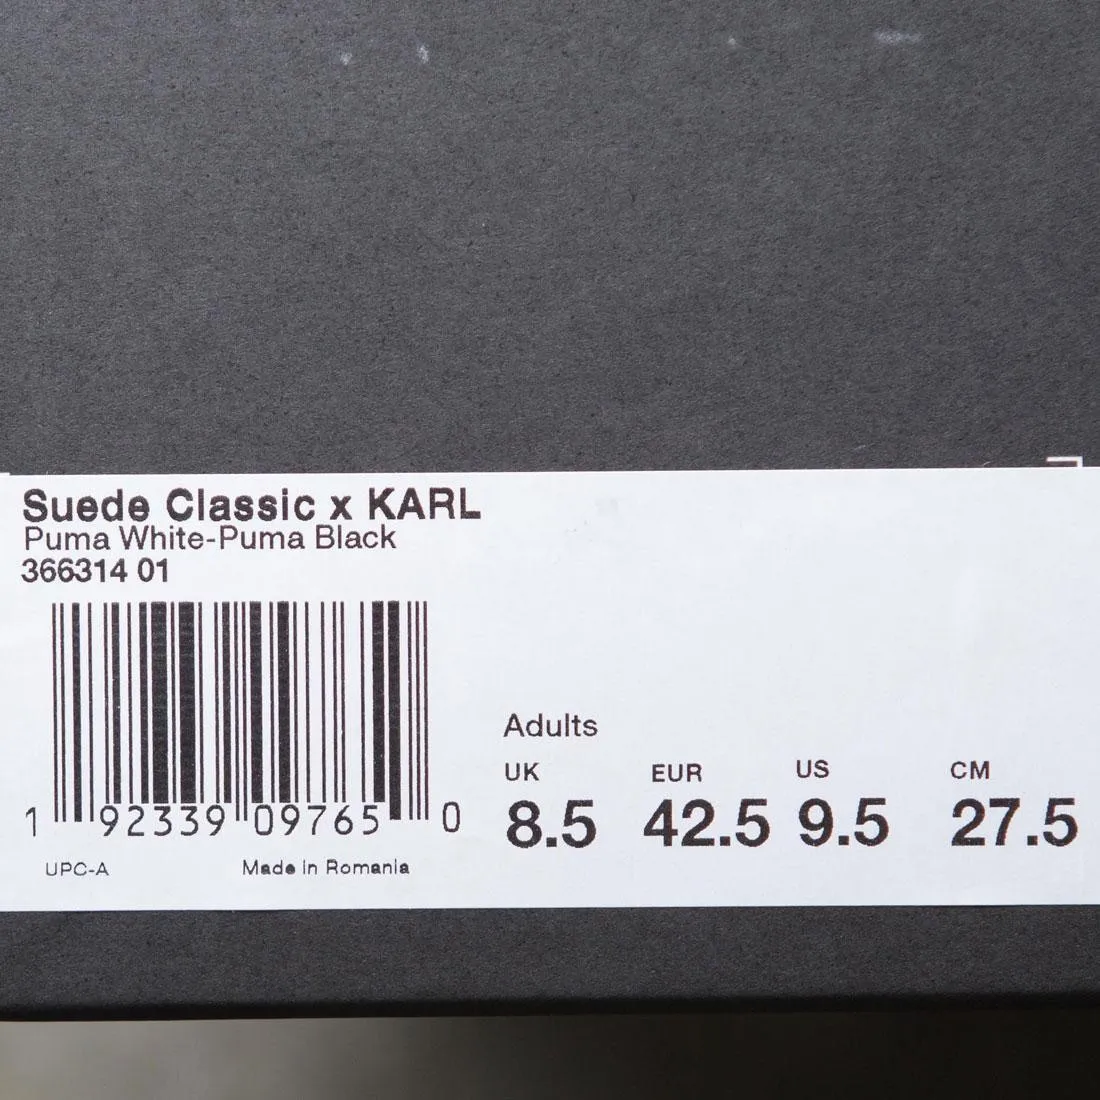 Suede Classic x KARL
Puma White-Puma Black
366314 01
1 92339 09765 0
UPC-A
Made in Romania
Adults
UK EUR US CM
8.5 42.5 9.5 27.5